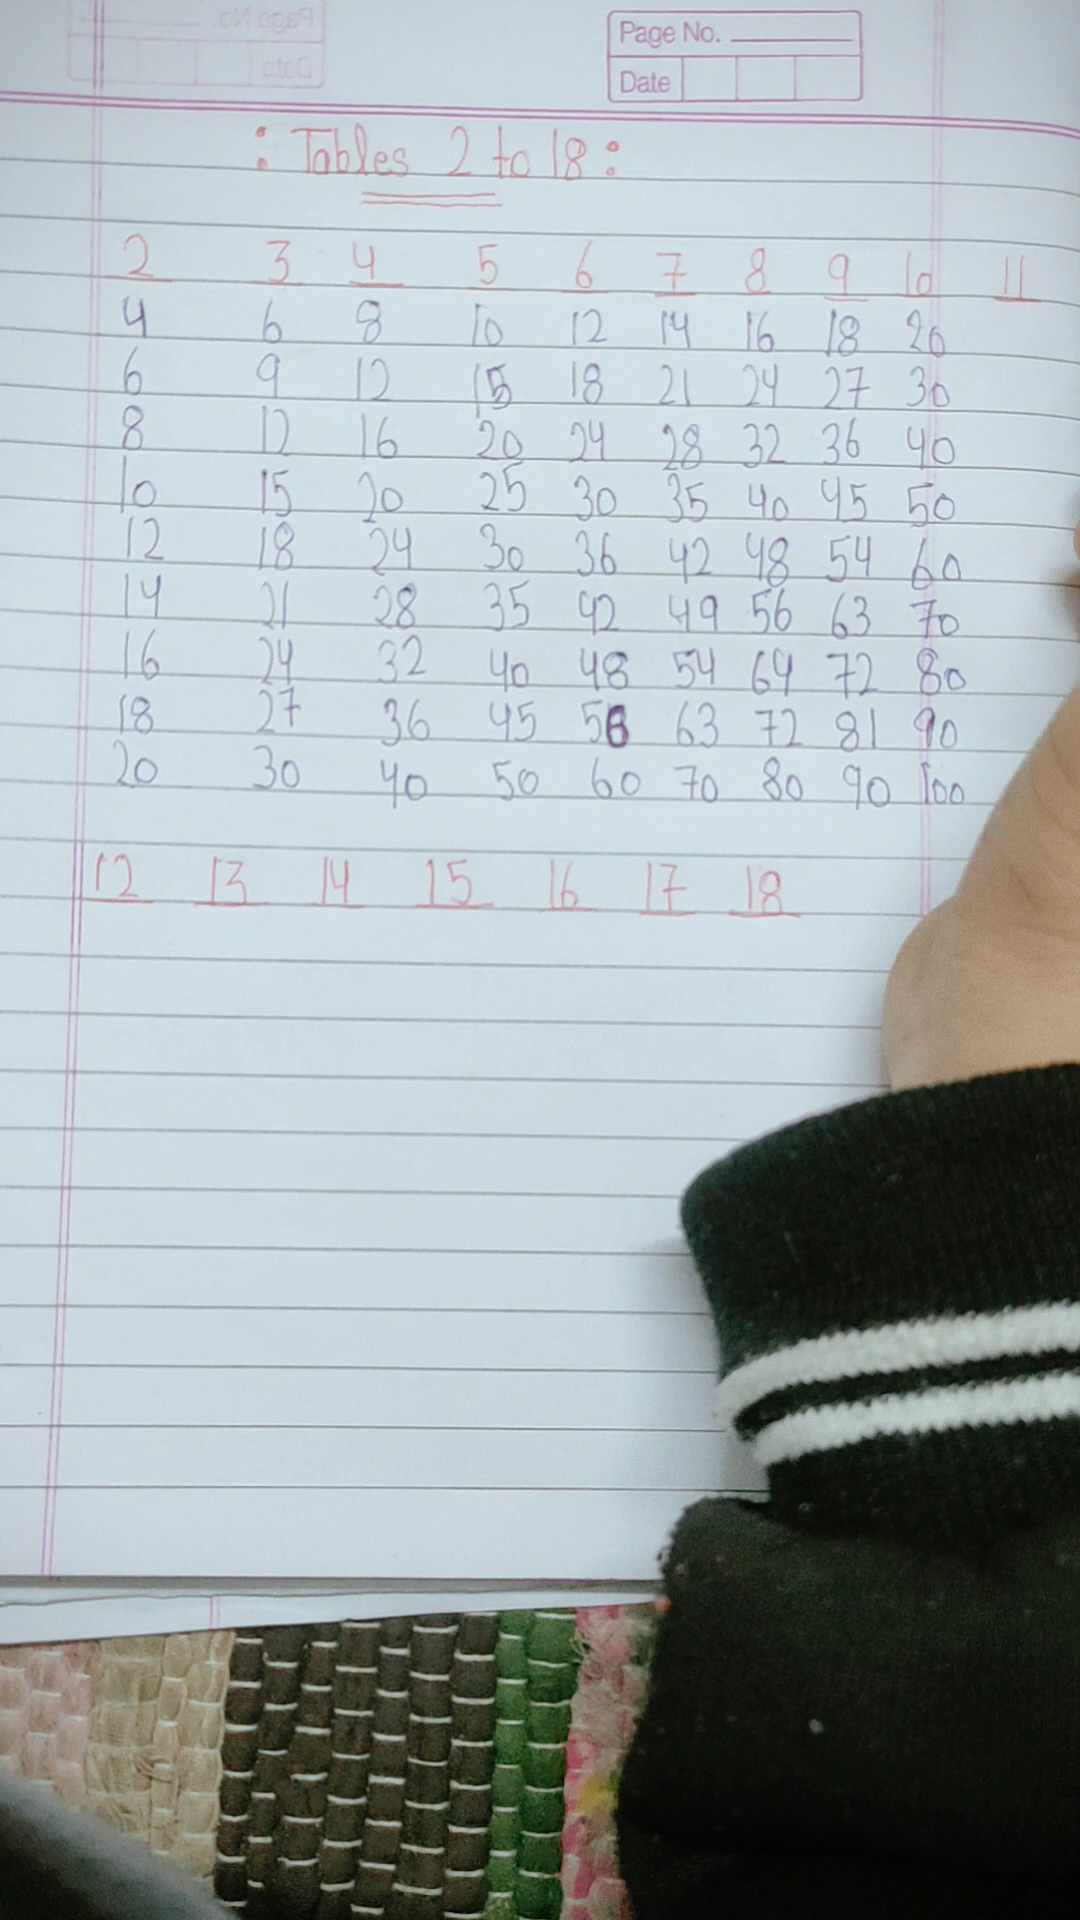 Page No.
Date
: Tables 2 to 18 :
2 3 4 5 6 7 8 9 10 11
4 6 8 10 12 14 16 18 20
6 9 12 15 18 21 24 27 30
8 12 16 20 24 28 32 36 40
10 15 20 25 30 35 40 45 50
12 18 24 30 36 42 48 54 60
14 21 28 35 42 49 56 63 70
16 24 32 40 48 54 64 72 80
18 27 36 45 56 63 72 81 90
20 30 40 50 60 70 80 90 100
12 13 14 15 16 17 18